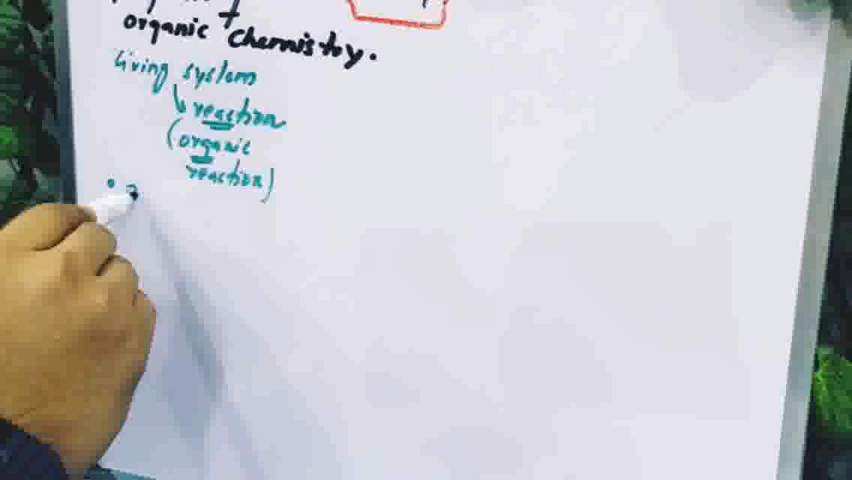 organic Chemistry.
living system
reaction
(organic
reaction)